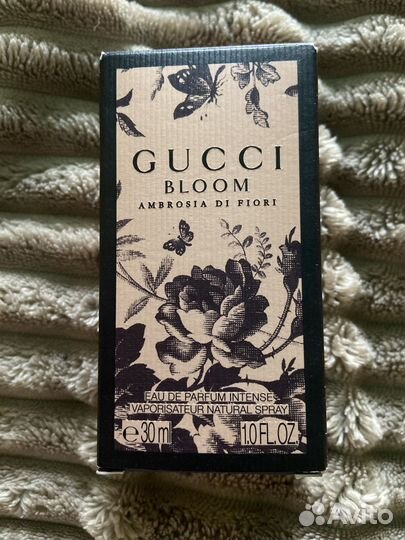 GUCCI
BLOOM
AMBROSIA DI FIORI
EAU DE PARFUM INTENSE
VAPORISATEUR NATURAL SPRAY
℮ 30 ml 1.0 FL.OZ.
Avito